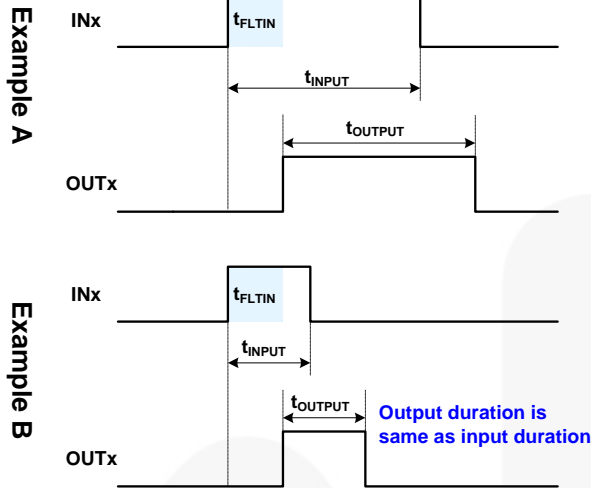 Example A
INx
tFLTIN
tINPUT
tOUTPUT
OUTx
Example B
INx
tFLTIN
tINPUT
tOUTPUT
Output duration is
same as input duration
OUTx